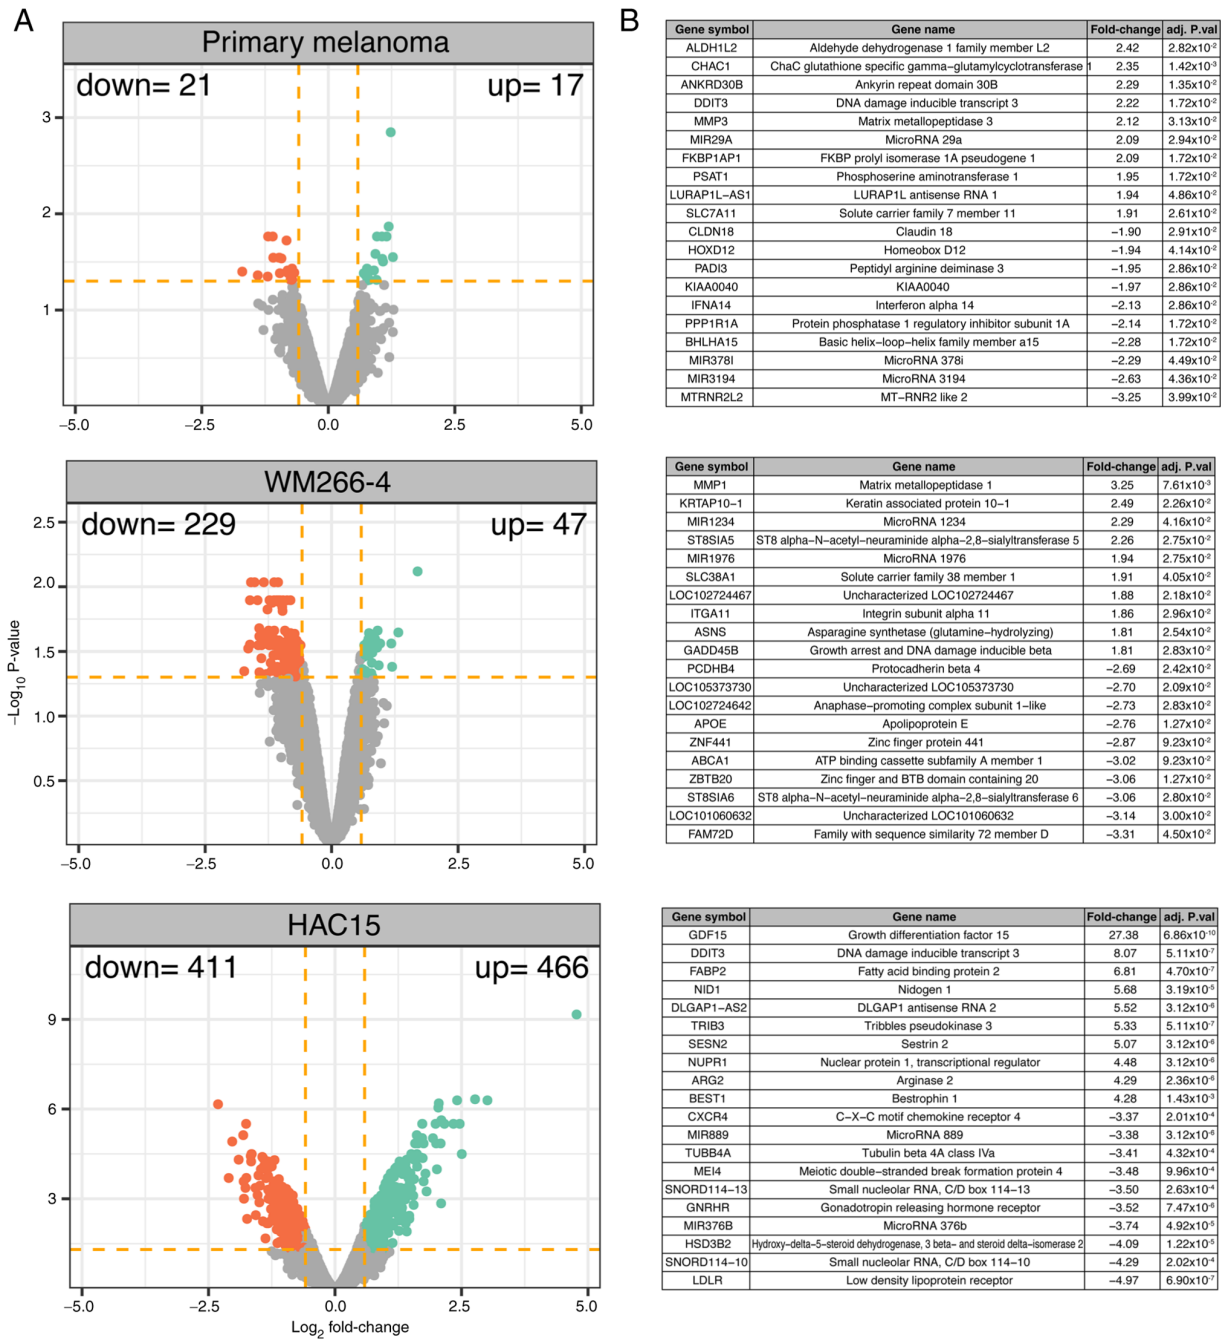 A
Primary melanoma
down= 21
up= 17
3
2
1
−5.0
−2.5
0.0
2.5
5.0
WM266-4
down= 229
up= 47
2.5
2.0
1.5
1.0
0.5
−Log10 P-value
−5.0
−2.5
0.0
2.5
5.0
HAC15
down= 411
up= 466
9
6
3
−5.0
−2.5
0.0
2.5
5.0
Log2 fold-change
B
Gene symbol Gene name Fold-change adj. P.val
ALDH1L2 Aldehyde dehydrogenase 1 family member L2 2.42 2.82x10-2
CHAC1 ChaC glutathione specific gamma−glutamylcyclotransferase 1 2.35 1.42x10-3
ANKRD30B Ankyrin repeat domain 30B 2.29 1.35x10-2
DDIT3 DNA damage inducible transcript 3 2.22 1.72x10-2
MMP3 Matrix metallopeptidase 3 2.12 3.13x10-2
MIR29A MicroRNA 29a 2.09 2.94x10-2
FKBP1AP1 FKBP prolyl isomerase 1A pseudogene 1 2.09 1.72x10-2
PSAT1 Phosphoserine aminotransferase 1 1.95 1.72x10-2
LURAP1L−AS1 LURAP1L antisense RNA 1 1.94 4.86x10-2
SLC7A11 Solute carrier family 7 member 11 1.91 2.61x10-2
CLDN18 Claudin 18 −1.90 2.91x10-2
HOXD12 Homeobox D12 −1.94 4.14x10-2
PADI3 Peptidyl arginine deiminase 3 −1.95 2.86x10-2
KIAA0040 KIAA0040 −1.97 2.86x10-2
IFNA14 Interferon alpha 14 −2.13 2.86x10-2
PPP1R1A Protein phosphatase 1 regulatory inhibitor subunit 1A −2.14 1.72x10-2
BHLHA15 Basic helix−loop−helix family member a15 −2.28 1.72x10-2
MIR378I MicroRNA 378i −2.29 4.49x10-2
MIR3194 MicroRNA 3194 −2.63 4.36x10-2
MTRNR2L2 MT−RNR2 like 2 −3.25 3.99x10-2
Gene symbol Gene name Fold-change adj. P.val
MMP1 Matrix metallopeptidase 1 3.25 7.61x10-3
KRTAP10−1 Keratin associated protein 10−1 2.49 2.26x10-2
MIR1234 MicroRNA 1234 2.29 4.16x10-2
ST8SIA5 ST8 alpha−N−acetyl−neuraminide alpha−2,8−sialyltransferase 5 2.26 2.75x10-2
MIR1976 MicroRNA 1976 1.94 2.75x10-2
SLC38A1 Solute carrier family 38 member 1 1.91 4.05x10-2
LOC102724467 Uncharacterized LOC102724467 1.88 2.18x10-2
ITGA11 Integrin subunit alpha 11 1.86 2.96x10-2
ASNS Asparagine synthetase (glutamine−hydrolyzing) 1.81 2.54x10-2
GADD45B Growth arrest and DNA damage inducible beta 1.81 2.83x10-2
PCDHB4 Protocadherin beta 4 −2.69 2.42x10-2
LOC105373730 Uncharacterized LOC105373730 −2.70 2.09x10-2
LOC102724642 Anaphase−promoting complex subunit 1−like −2.73 2.83x10-2
APOE Apolipoprotein E −2.76 1.27x10-2
ZNF441 Zinc finger protein 441 −2.87 9.23x10-2
ABCA1 ATP binding cassette subfamily A member 1 −3.02 9.23x10-2
ZBTB20 Zinc finger and BTB domain containing 20 −3.06 1.27x10-2
ST8SIA6 ST8 alpha−N−acetyl−neuraminide alpha−2,8−sialyltransferase 6 −3.06 2.80x10-2
LOC101060632 Uncharacterized LOC101060632 −3.14 3.00x10-2
FAM72D Family with sequence similarity 72 member D −3.31 4.50x10-2
Gene symbol Gene name Fold-change adj. P.val
GDF15 Growth differentiation factor 15 27.38 6.86x10-10
DDIT3 DNA damage inducible transcript 3 8.07 5.11x10-7
FABP2 Fatty acid binding protein 2 6.81 4.70x10-7
NID1 Nidogen 1 5.68 3.19x10-5
DLGAP1−AS2 DLGAP1 antisense RNA 2 5.52 3.12x10-6
TRIB3 Tribbles pseudokinase 3 5.33 5.11x10-7
SESN2 Sestrin 2 5.07 3.12x10-6
NUPR1 Nuclear protein 1, transcriptional regulator 4.48 3.12x10-6
ARG2 Arginase 2 4.29 2.36x10-6
BEST1 Bestrophin 1 4.28 1.43x10-3
CXCR4 C−X−C motif chemokine receptor 4 −3.37 2.01x10-4
MIR889 MicroRNA 889 −3.38 3.12x10-6
TUBB4A Tubulin beta 4A class IVa −3.41 4.32x10-4
MEI4 Meiotic double−stranded break formation protein 4 −3.48 9.96x10-4
SNORD114−13 Small nucleolar RNA, C/D box 114−13 −3.50 2.63x10-4
GNRHR Gonadotropin releasing hormone receptor −3.52 7.47x10-6
MIR376B MicroRNA 376b −3.74 4.92x10-5
HSD3B2 Hydroxy−delta−5−steroid dehydrogenase, 3 beta− and steroid delta−isomerase 2 −4.09 1.22x10-5
SNORD114−10 Small nucleolar RNA, C/D box 114−10 −4.29 2.02x10-4
LDLR Low density lipoprotein receptor −4.97 6.90x10-7